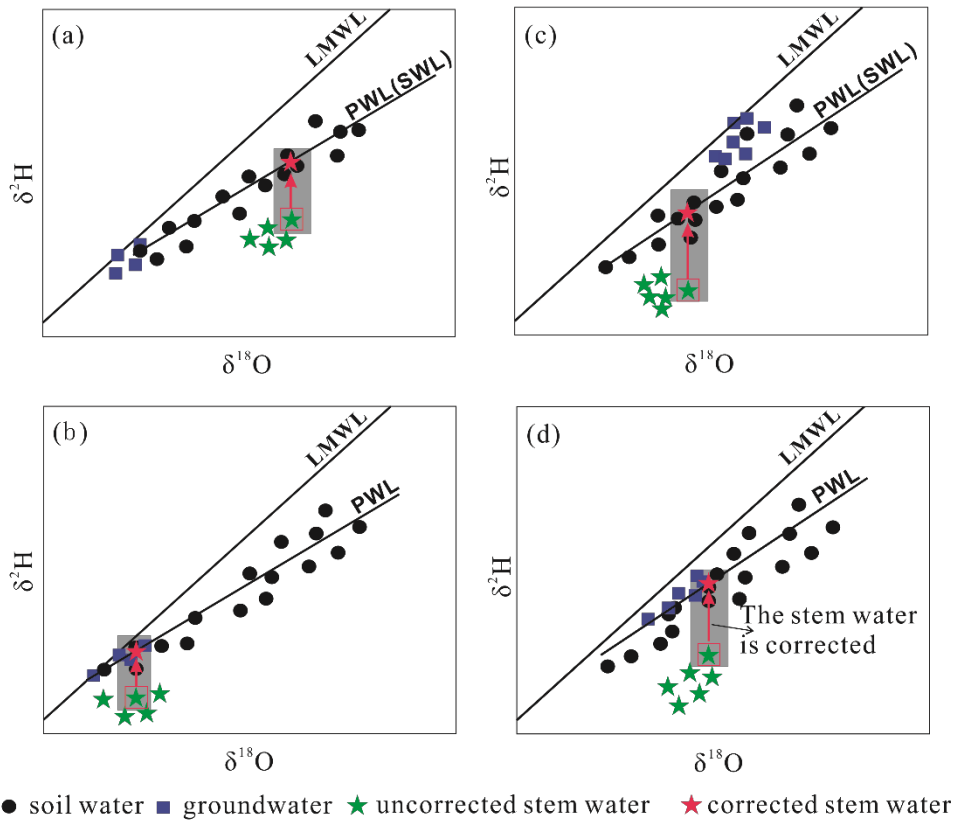 (a)
LMWL
PWL(SWL)
δ²H
δ¹⁸O
(c)
LMWL
PWL(SWL)
δ²H
δ¹⁸O
(b)
LMWL
PWL
δ²H
δ¹⁸O
(d)
LMWL
PWL
The stem water
is corrected
δ²H
δ¹⁸O
soil water groundwater uncorrected stem water corrected stem water